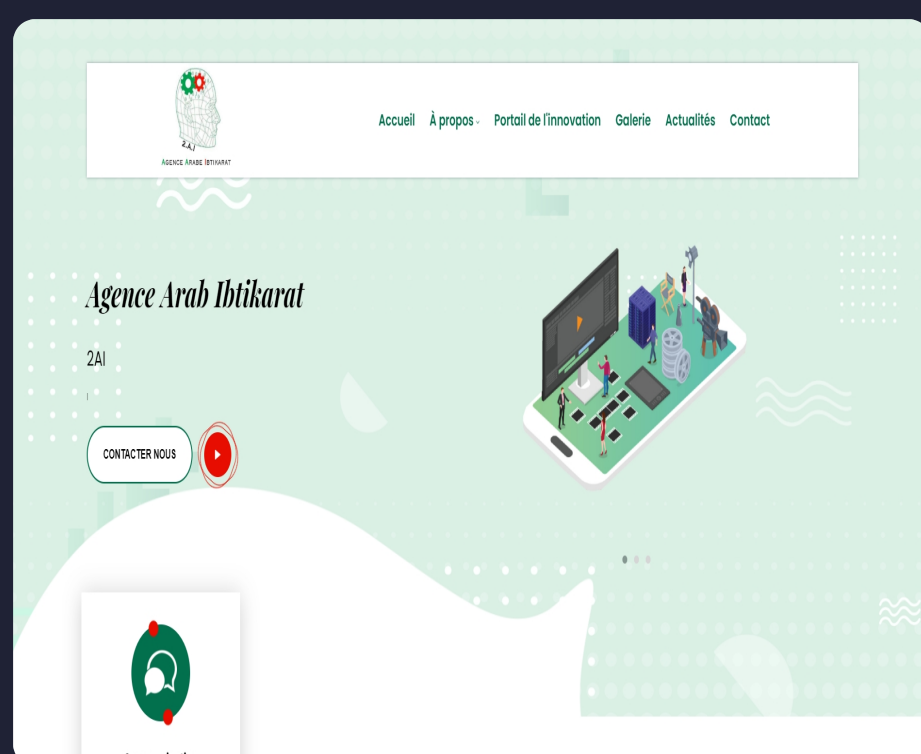 2.A.I
AGENCE ARABE IBTIKARAT
Accueil À propos Portail de l'innovation Galerie Actualités Contact
Agence Arab Ibtikarat
2AI
CONTACTER NOUS